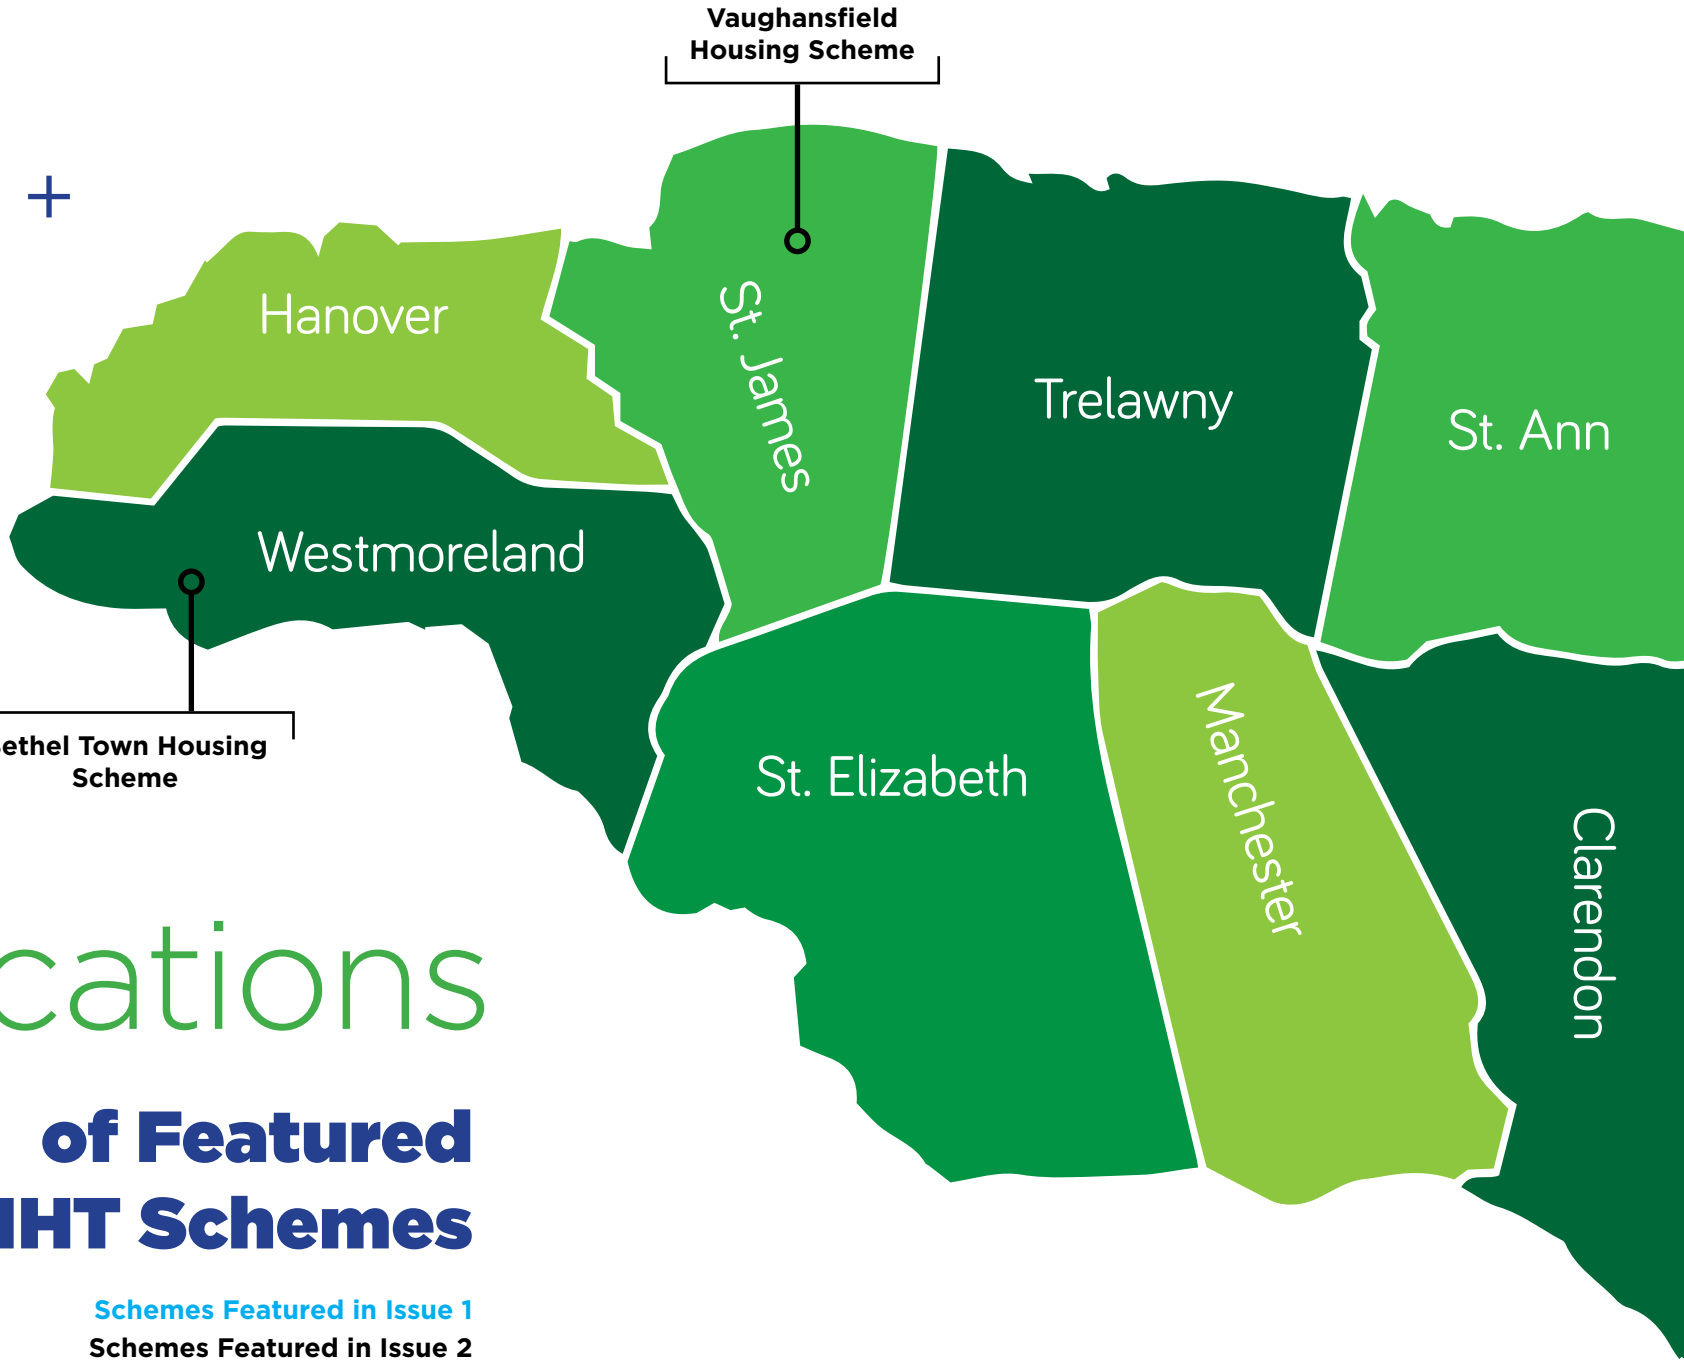 Vaughansfield
Housing Scheme
Hanover
St. James
Trelawny
St. Ann
Westmoreland
ethel Town Housing
Scheme
St. Elizabeth
Manchester
Clarendon
cations
of Featured
HT Schemes
Schemes Featured in Issue 1
Schemes Featured in Issue 2